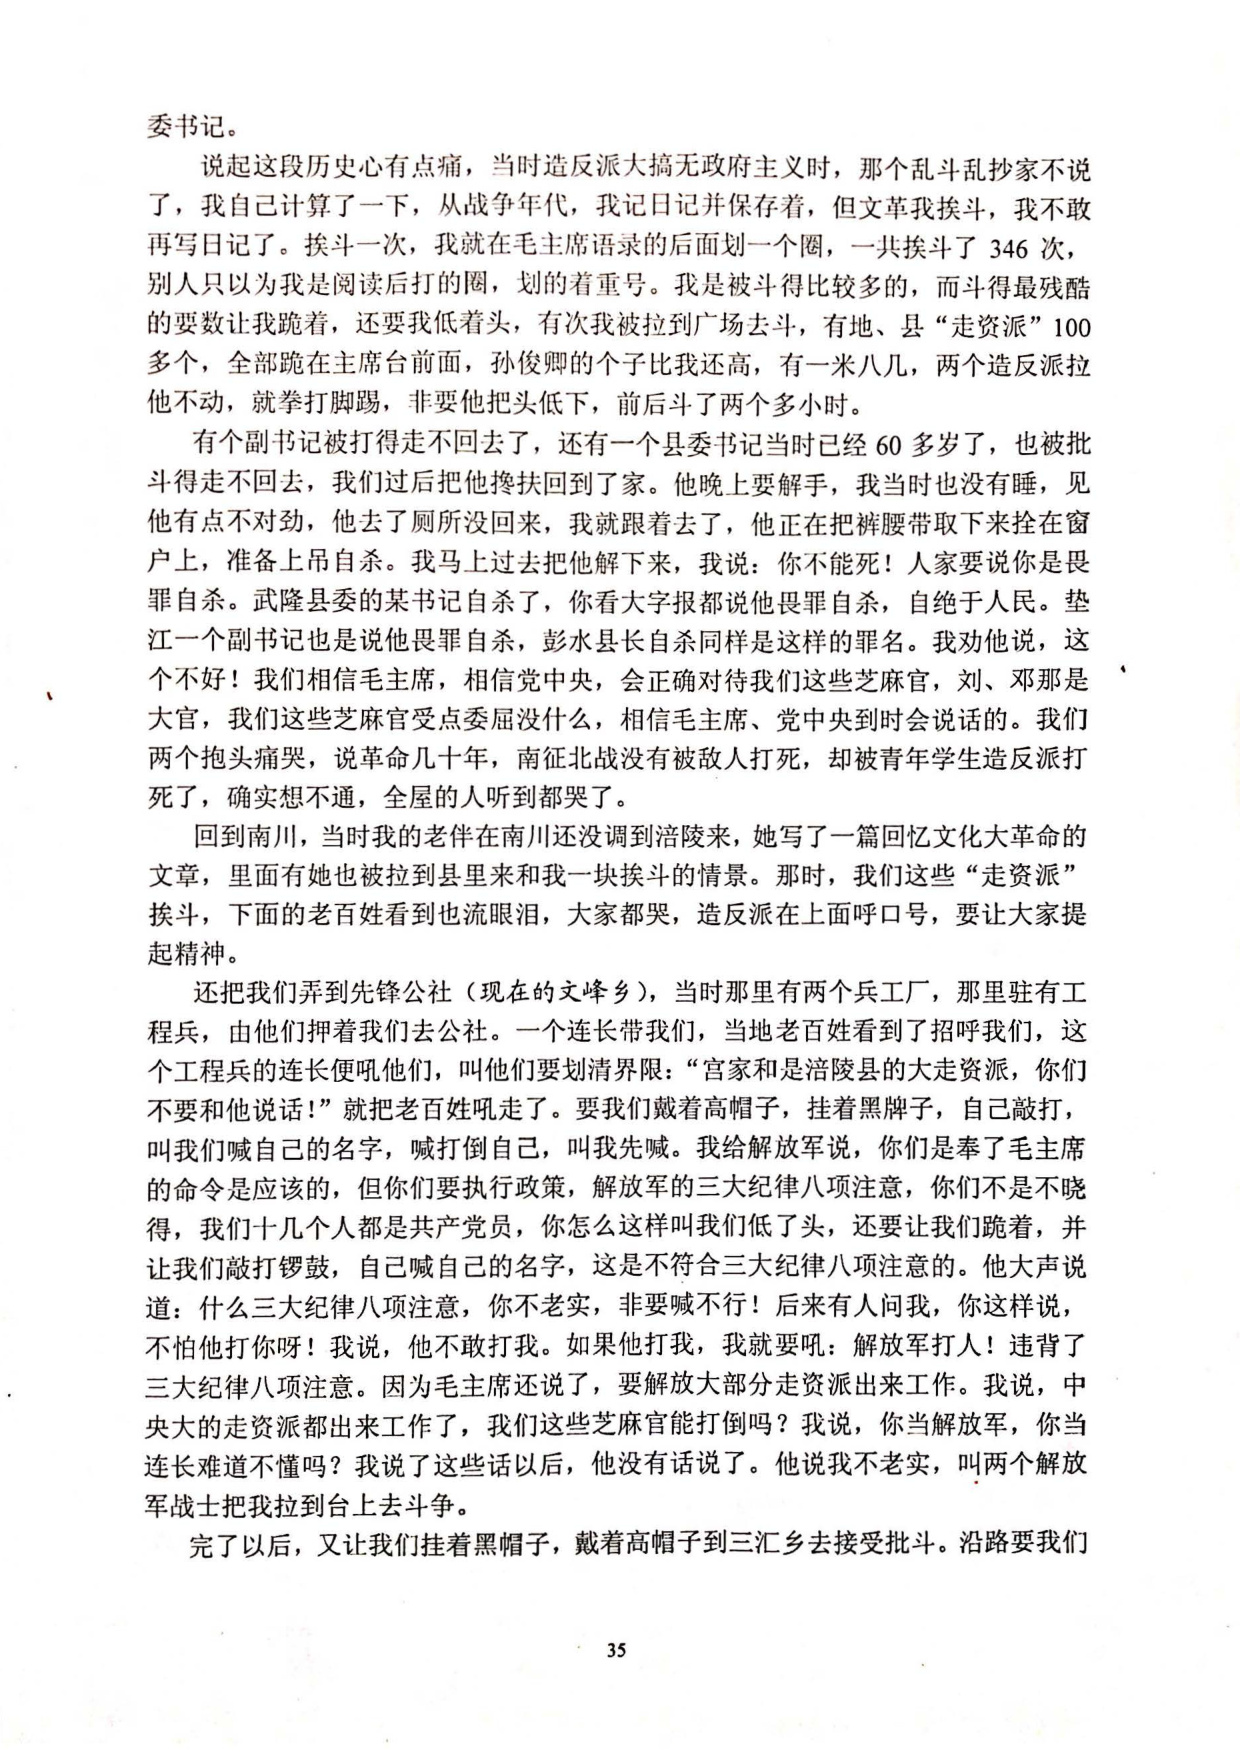 委书记。
说起这段历史心有点痛，当时造反派大搞无政府主义时，那个乱斗乱抄家不说
了，我自己计算了一下，从战争年代，我记日记并保存着，但文革我挨斗，我不敢
再写日记了。挨斗一次，我就在毛主席语录的后面划一个圈，一共挨斗了 346 次，
别人只以为我是阅读后打的圈，划的着重号。我是被斗得比较多的，而斗得最残酷
的要数让我跪着，还要我低着头，有次我被拉到广场去斗，有地、县“走资派”100
多个，全部跪在主席台前面，孙俊卿的个子比我还高，有一米八几，两个造反派拉
他不动，就拳打脚踢，非要他把头低下，前后斗了两个多小时。
有个副书记被打得走不回去了，还有一个县委书记当时已经 60 多岁了，也被批
斗得走不回去，我们过后把他搀扶回到了家。他晚上要解手，我当时也没有睡，见
他有点不对劲，他去了厕所没回来，我就跟着去了，他正在把裤腰带取下来拴在窗
户上，准备上吊自杀。我马上过去把他解下来，我说：你不能死！人家要说你是畏
罪自杀。武隆县委的某书记自杀了，你看大字报都说他畏罪自杀，自绝于人民。垫
江一个副书记也是说他畏罪自杀，彭水县长自杀同样是这样的罪名。我劝他说，这
个不好！我们相信毛主席，相信党中央，会正确对待我们这些芝麻官，刘、邓那是
大官，我们这些芝麻官受点委屈没什么，相信毛主席、党中央到时会说话的。我们
两个抱头痛哭，说革命几十年，南征北战没有被敌人打死，却被青年学生造反派打
死了，确实想不通，全屋的人听到都哭了。
回到南川，当时我的老伴在南川还没调到涪陵来，她写了一篇回忆文化大革命的
文章，里面有她也被拉到县里来和我一块挨斗的情景。那时，我们这些“走资派”
挨斗，下面的老百姓看到也流眼泪，大家都哭，造反派在上面呼口号，要让大家提
起精神。
还把我们弄到先锋公社（现在的文峰乡），当时那里有两个兵工厂，那里驻有工
程兵，由他们押着我们去公社。一个连长带我们，当地老百姓看到了招呼我们，这
个工程兵的连长便吼他们，叫他们要划清界限：“宫家和是涪陵县的大走资派，你们
不要和他说话！”就把老百姓吼走了。要我们戴着高帽子，挂着黑牌子，自己敲打，
叫我们喊自己的名字，喊打倒自己，叫我先喊。我给解放军说，你们是奉了毛主席
的命令是应该的，但你们要执行政策，解放军的三大纪律八项注意，你们不是不晓
得，我们十几个人都是共产党员，你怎么这样叫我们低了头，还要让我们跪着，并
让我们敲打锣鼓，自己喊自己的名字，这是不符合三大纪律八项注意的。他大声说
道：什么三大纪律八项注意，你不老实，非要喊不行！后来有人问我，你这样说，
不怕他打你呀！我说，他不敢打我。如果他打我，我就要吼：解放军打人！违背了
三大纪律八项注意。因为毛主席还说了，要解放大部分走资派出来工作。我说，中
央大的走资派都出来工作了，我们这些芝麻官能打倒吗？我说，你当解放军，你当
连长难道不懂吗？我说了这些话以后，他没有话说了。他说我不老实，叫两个解放
军战士把我拉到台上去斗争。
完了以后，又让我们挂着黑帽子，戴着高帽子到三汇乡去接受批斗。沿路要我们
35